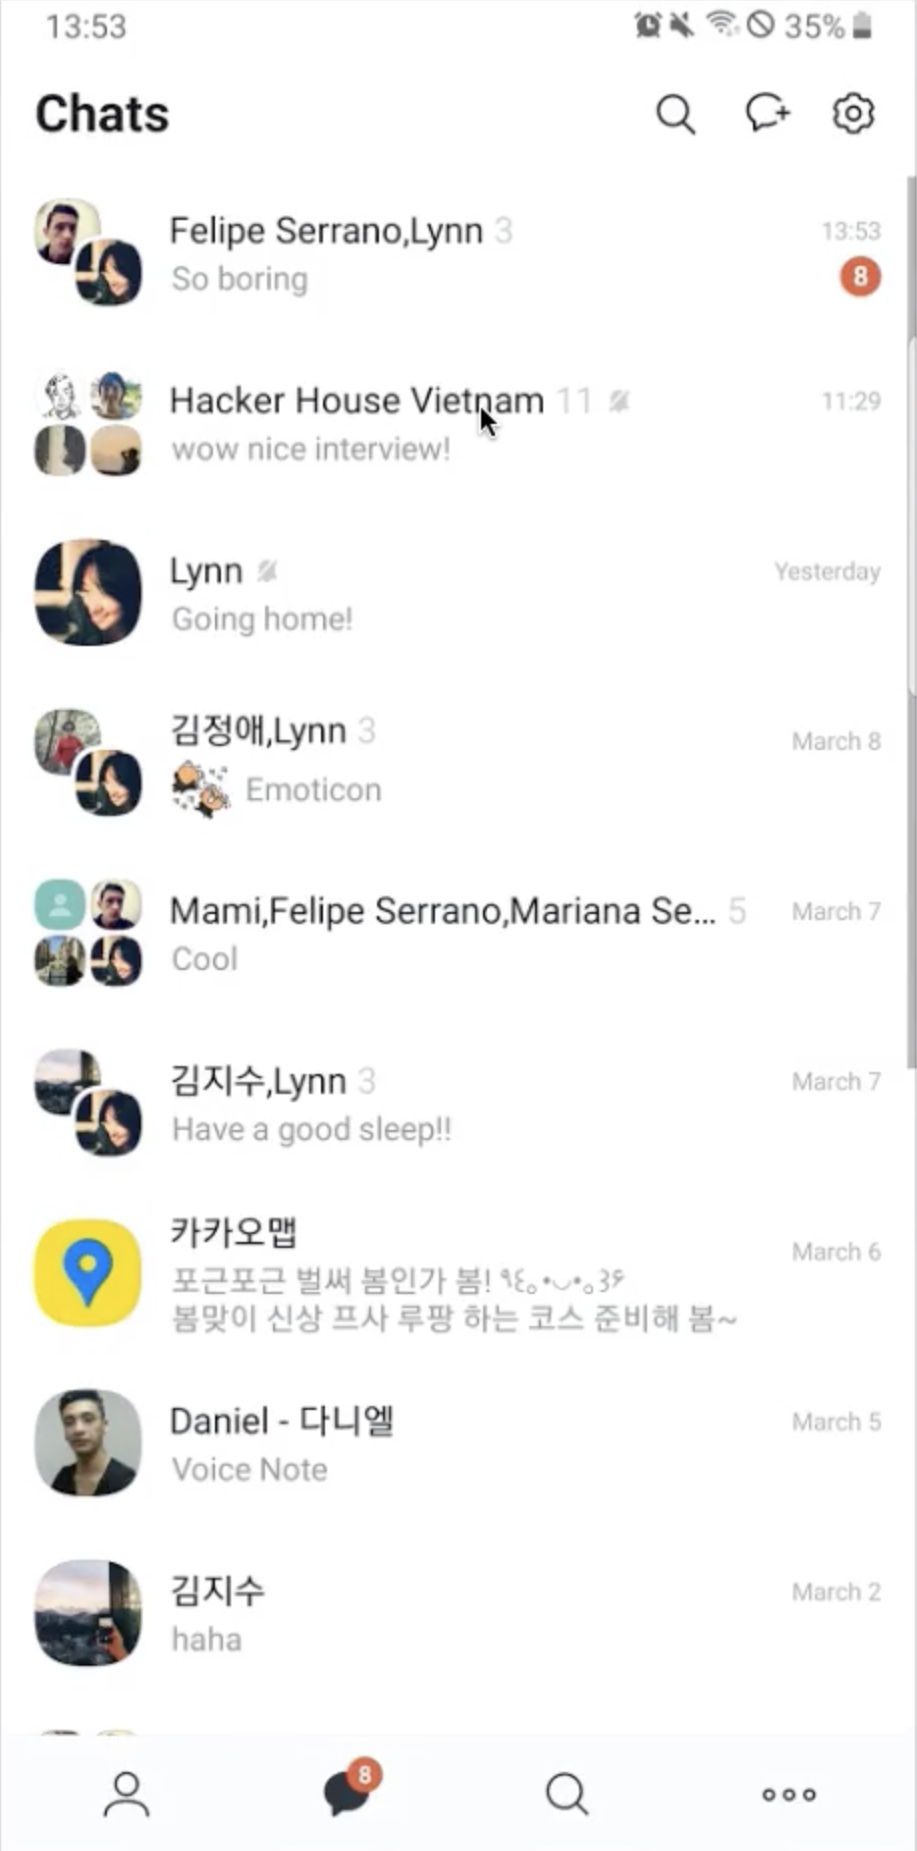 13:53 35%
Chats
Felipe Serrano,Lynn 3 13:53
So boring 8
Hacker House Vietnam 11 11:29
wow nice interview!
Lynn Yesterday
Going home!
김정애,Lynn 3 March 8
Emoticon
Mami,Felipe Serrano,Mariana Se... 5 March 7
Cool
김지수,Lynn 3 March 7
Have a good sleep!!
카카오맵 March 6
포근포근 벌써 봄인가 봄! ٩꒰｡•◡•｡꒱۶
봄맞이 신상 프사 루팡 하는 코스 준비해 봄~
Daniel - 다니엘 March 5
Voice Note
김지수 March 2
haha
8